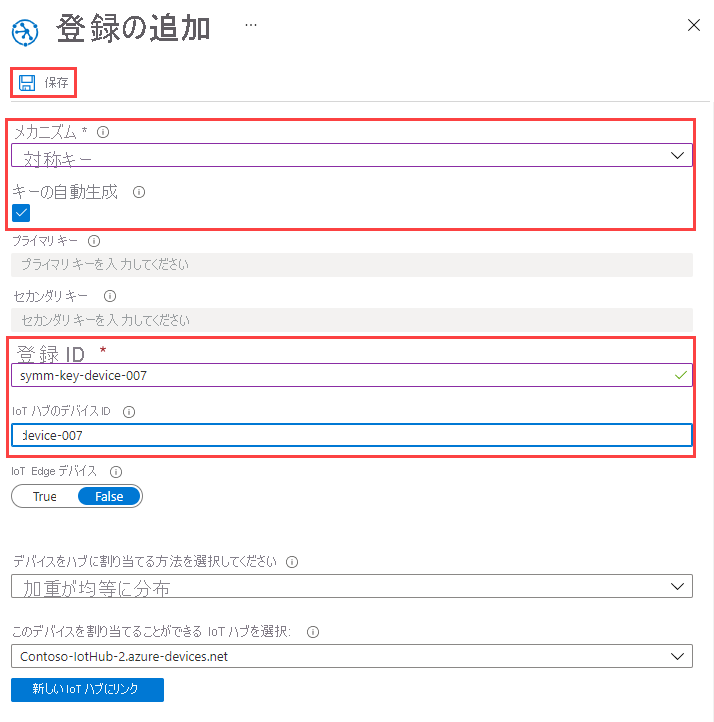 登録の追加 ...
保存
メカニズム *
対称キー
キーの自動生成
プライマリ キー
プライマリ キーを入力してください
セカンダリ キー
セカンダリ キーを入力してください
登録 ID *
symm-key-device-007
IoT ハブのデバイス ID
device-007
IoT Edge デバイス
True False
デバイスをハブに割り当てる方法を選択してください
加重が均等に分布
このデバイスを割り当てることができる IoT ハブを選択:
Contoso-IotHub-2.azure-devices.net
新しい IoT ハブにリンク